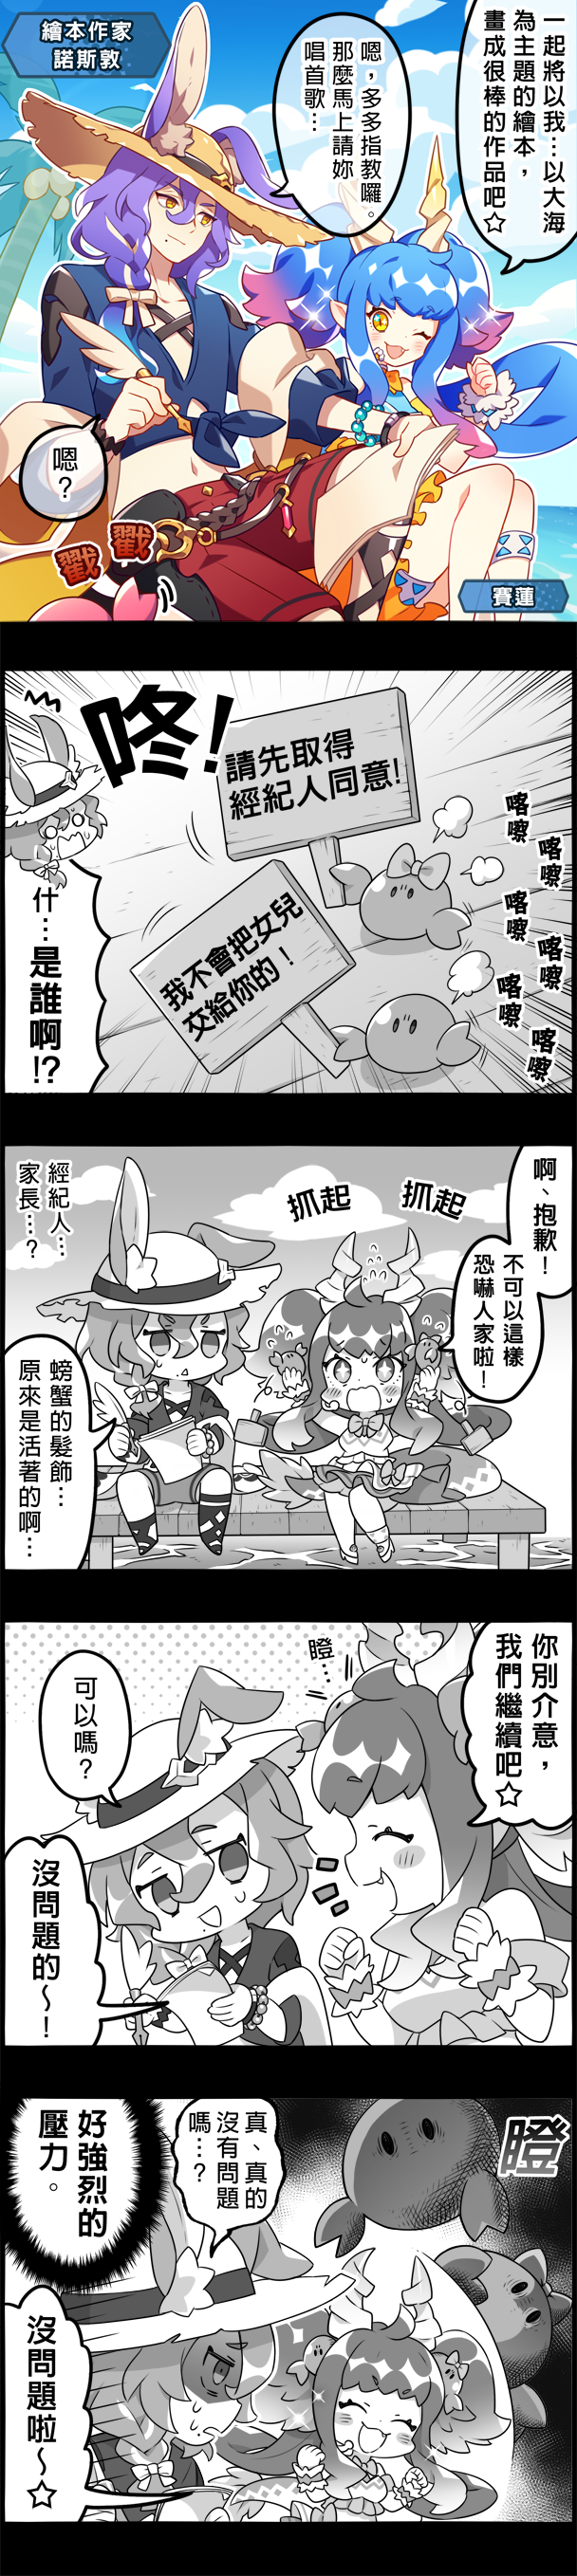 繪本作家
諾斯敦
一起將以我⋯以大海
為主題的繪本，
畫成很棒的作品吧☆
嗯，多多指教囉。
那麼馬上請妳
唱首歌⋯
嗯？
戳
戳
賽蓮
請先取得
經紀人同意!
咚!
喀嚓
喀嚓
喀嚓
喀嚓
喀嚓
喀嚓
我不會把女兒
交給你的！
什⋯是誰啊!?
啊、抱歉！
不可以這樣
恐嚇人家啦！
抓起
抓起
經紀人⋯
家長⋯？
螃蟹的髮飾⋯
原來是活著的啊⋯
你別介意，
我們繼續吧☆
瞪⋯
可以嗎？
沒問題的～！
瞪
真、真的
沒有問題
嗎⋯？
好強烈的
壓力。
沒問題啦～☆